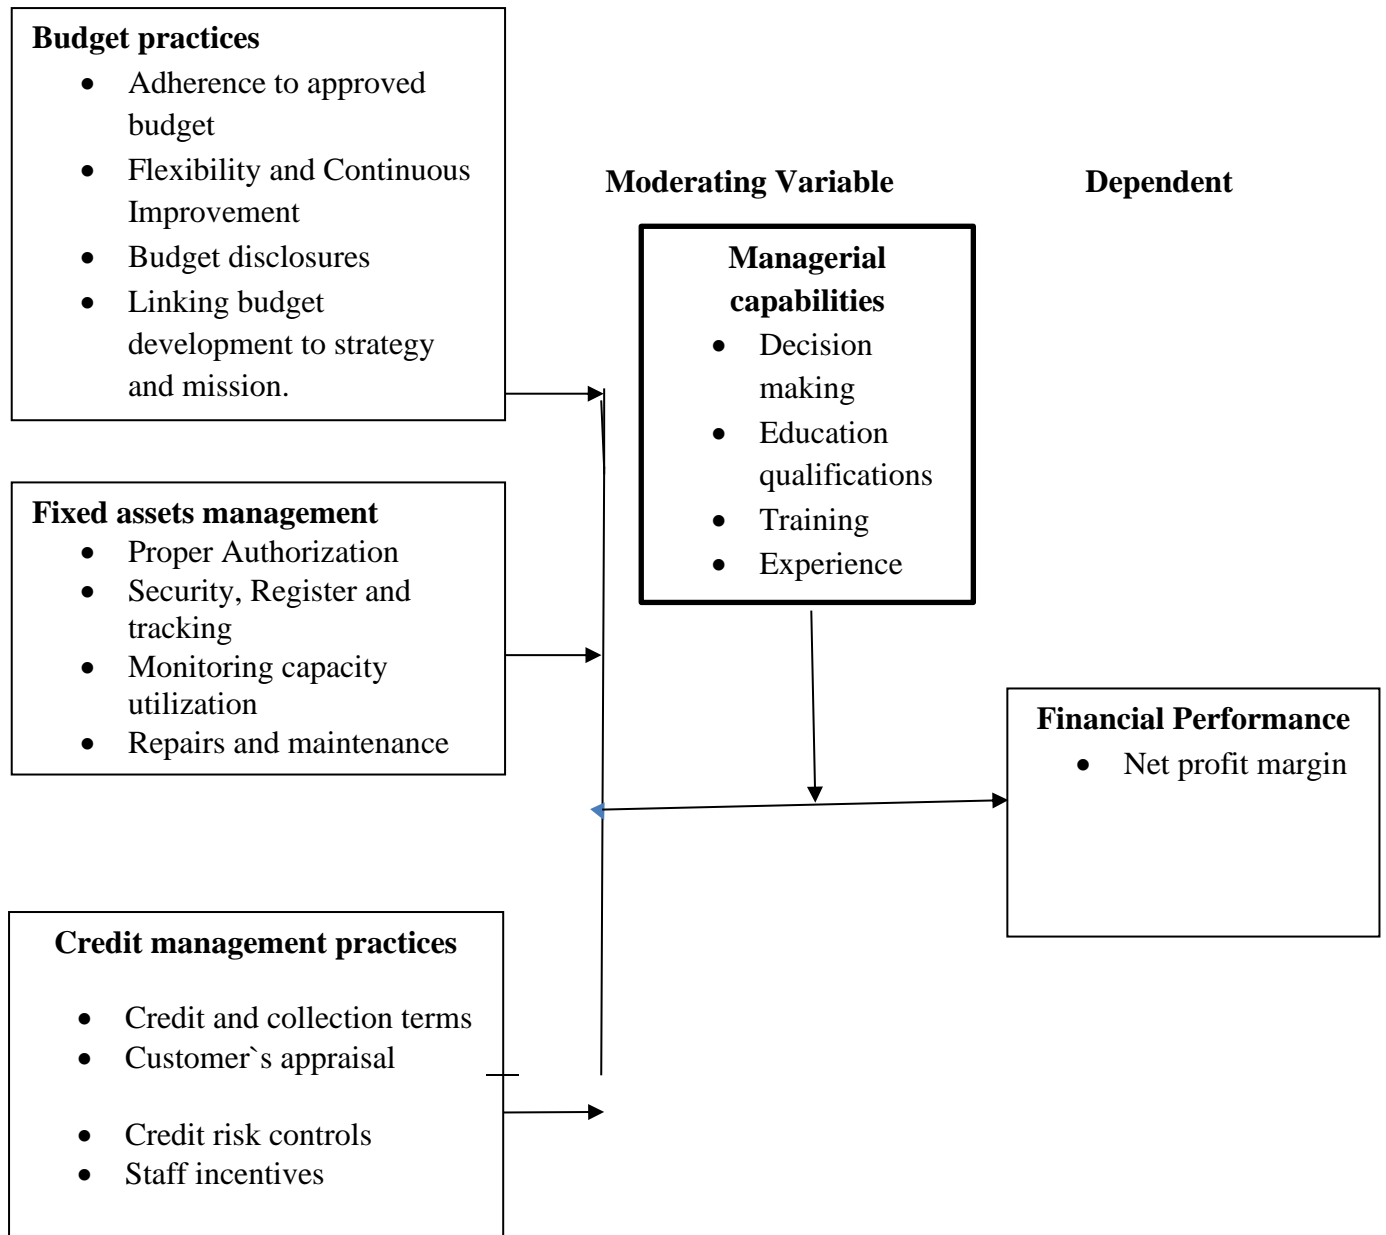 Budget practices
• Adherence to approved
budget
• Flexibility and Continuous
Improvement
• Budget disclosures
• Linking budget
development to strategy
and mission.
Moderating Variable
Dependent
Managerial
capabilities
• Decision
making
• Education
qualifications
• Training
• Experience
Fixed assets management
• Proper Authorization
• Security, Register and
tracking
• Monitoring capacity
utilization
• Repairs and maintenance
Financial Performance
• Net profit margin
Credit management practices
• Credit and collection terms
• Customer`s appraisal
• Credit risk controls
• Staff incentives